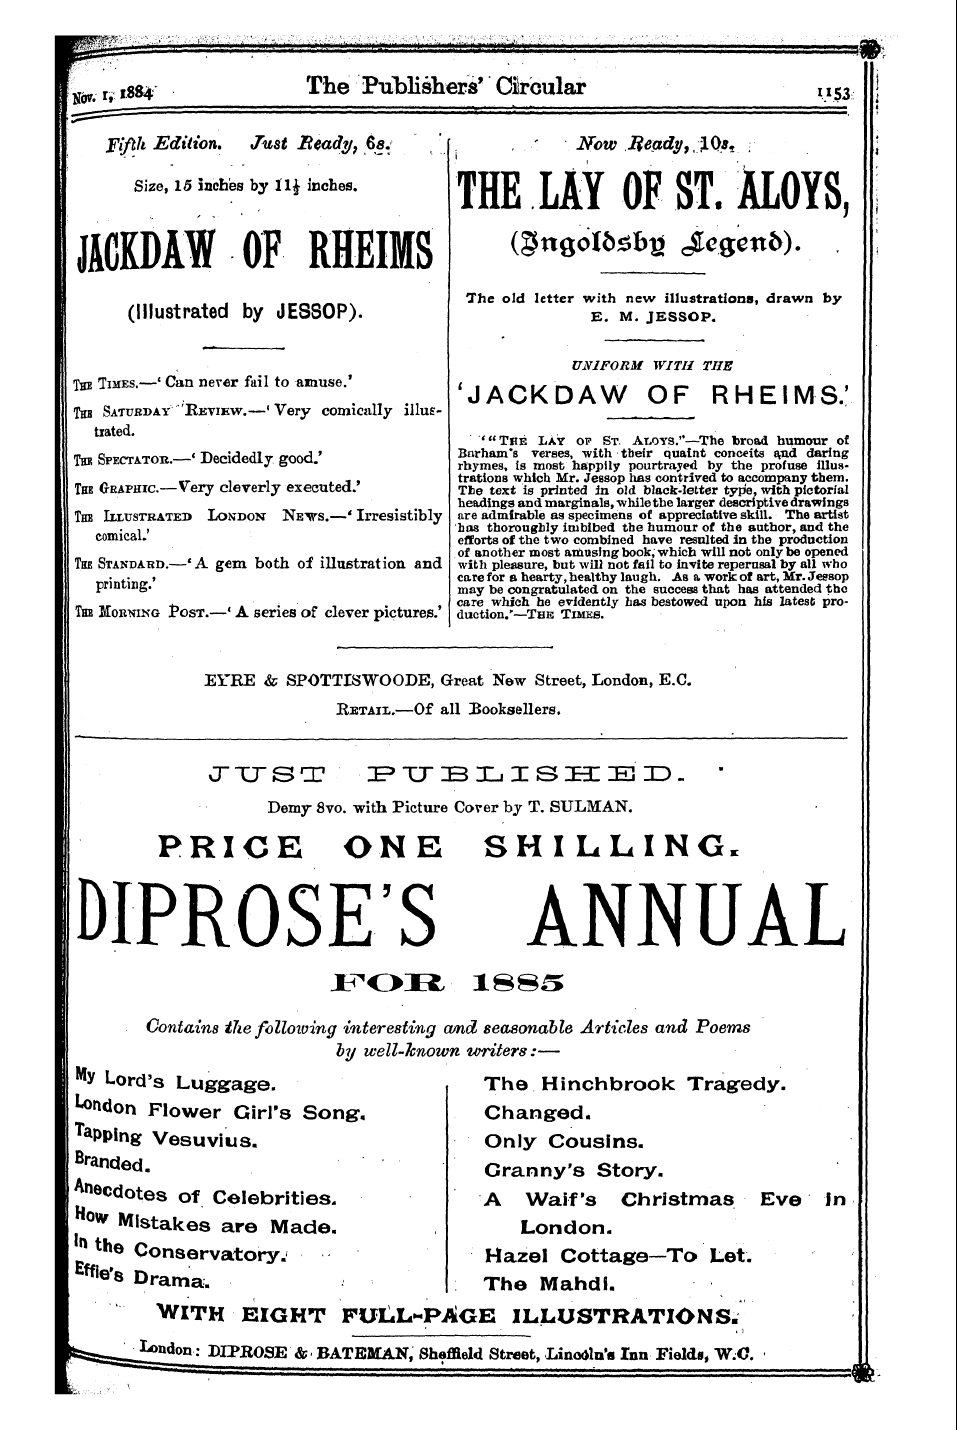 Nov. 1, 1884
The Publishers' Circular
1153
Fifth Edition. Just Ready, 6s.
Size, 15 inches by 11½ inches.
JACKDAW OF RHEIMS
(Illustrated by JESSOP).
THE TIMES.—'Can never fail to amuse.'
THE SATURDAY REVIEW.—'Very comically illus-
trated.
THE SPECTATOR.—'Decidedly good.'
THE GRAPHIC.—Very cleverly executed.'
THE ILLUSTRATED LONDON NEWS.—'Irresistibly
comical.'
THE STANDARD.—'A gem both of illustration and
printing.'
THE MORNING POST.—'A series of clever pictures.'
Now Ready, 10s.
THE LAY OF ST. ALOYS,
(Ingoldsby Legend).
The old letter with new illustrations, drawn by
E. M. JESSOP.
UNIFORM WITH THE
'JACKDAW OF RHEIMS.'
'"THE LAY OF ST. ALOYS."—The broad humour of
Barham's verses, with their quaint conceits and daring
rhymes, is most happily pourtrayed by the profuse illus-
trations which Mr. Jessop has contrived to accompany them.
The text is printed in old black-letter type, with pictorial
headings and marginals, while the larger descriptive drawings
are admirable as specimens of appreciative skill. The artist
has thoroughly imbibed the humour of the author, and the
efforts of the two combined have resulted in the production
of another most amusing book, which will not only be opened
with pleasure, but will not fail to invite reperusal by all who
care for a hearty, healthy laugh. As a work of art, Mr. Jessop
may be congratulated on the success that has attended the
care which he evidently has bestowed upon his latest pro-
duction.'—THE TIMES.
EYRE & SPOTTISWOODE, Great New Street, London, E.C.
RETAIL.—Of all Booksellers.
JUST PUBLISHED.
Demy 8vo. with Picture Cover by T. SULMAN.
PRICE ONE SHILLING.
DIPROSE'S ANNUAL
FOR 1885
Contains the following interesting and seasonable Articles and Poems
by well-known writers:—
My Lord's Luggage.
London Flower Girl's Song.
Tapping Vesuvius.
Branded.
Anecdotes of Celebrities.
How Mistakes are Made.
In the Conservatory.
Effie's Drama.
The Hinchbrook Tragedy.
Changed.
Only Cousins.
Granny's Story.
A Waif's Christmas Eve in
London.
Hazel Cottage—To Let.
The Mahdi.
WITH EIGHT FULL-PAGE ILLUSTRATIONS.
London: DIPROSE & BATEMAN, Sheffield Street, Lincoln's Inn Fields, W.C.